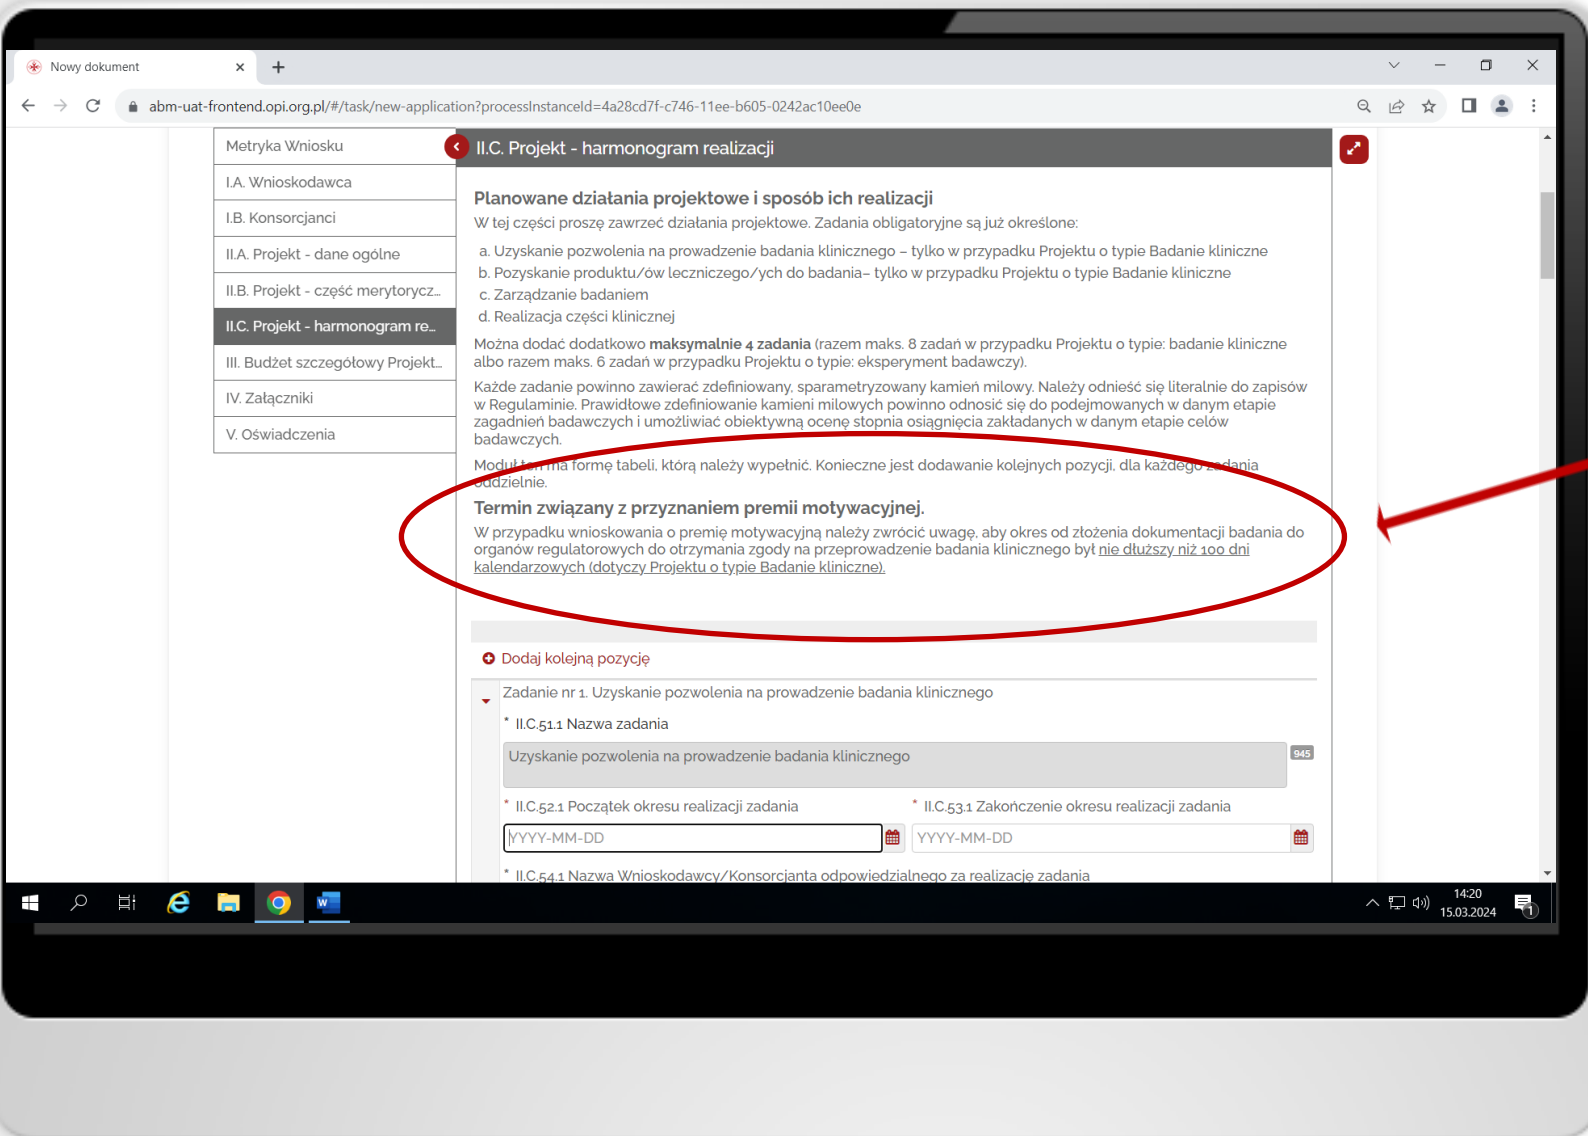 Nowy dokument
abm-uat-frontend.opi.org.pl/#/task/new-application?processInstanceId=4a28cd7f-c746-11ee-b605-0242ac10ee0e
Metryka Wniosku
I.A. Wnioskodawca
I.B. Konsorcjanci
II.A. Projekt - dane ogólne
II.B. Projekt - część merytorycz...
II.C. Projekt - harmonogram re...
III. Budżet szczegółowy Projekt...
IV. Załączniki
V. Oświadczenia
II.C. Projekt - harmonogram realizacji
Planowane działania projektowe i sposób ich realizacji
W tej części proszę zawrzeć działania projektowe. Zadania obligatoryjne są już określone:
a. Uzyskanie pozwolenia na prowadzenie badania klinicznego – tylko w przypadku Projektu o typie Badanie kliniczne
b. Pozyskanie produktu/ów leczniczego/ych do badania– tylko w przypadku Projektu o typie Badanie kliniczne
c. Zarządzanie badaniem
d. Realizacja części klinicznej
Można dodać dodatkowo maksymalnie 4 zadania (razem maks. 8 zadań w przypadku Projektu o typie: badanie kliniczne
albo razem maks. 6 zadań w przypadku Projektu o typie: eksperyment badawczy).
Każde zadanie powinno zawierać zdefiniowany, sparametryzowany kamień milowy. Należy odnieść się literalnie do zapisów
w Regulaminie. Prawidłowe zdefiniowanie kamieni milowych powinno odnosić się do podejmowanych w danym etapie
zagadnień badawczych i umożliwiać obiektywną ocenę stopnia osiągnięcia zakładanych w danym etapie celów
badawczych.
Moduł ten ma formę tabeli, którą należy wypełnić. Konieczne jest dodawanie kolejnych pozycji, dla każdego zadania
oddzielnie.
Termin związany z przyznaniem premii motywacyjnej.
W przypadku wnioskowania o premię motywacyjną należy zwrócić uwagę, aby okres od złożenia dokumentacji badania do
organów regulatorowych do otrzymania zgody na przeprowadzenie badania klinicznego był nie dłuższy niż 100 dni
kalendarzowych (dotyczy Projektu o typie Badanie kliniczne).
Dodaj kolejną pozycję
Zadanie nr 1. Uzyskanie pozwolenia na prowadzenie badania klinicznego
* II.C.51.1 Nazwa zadania
Uzyskanie pozwolenia na prowadzenie badania klinicznego
945
* II.C.52.1 Początek okresu realizacji zadania
* II.C.53.1 Zakończenie okresu realizacji zadania
YYYY-MM-DD
YYYY-MM-DD
* II.C.54.1 Nazwa Wnioskodawcy/Konsorcjanta odpowiedzialnego za realizację zadania
14:20
15.03.2024
1